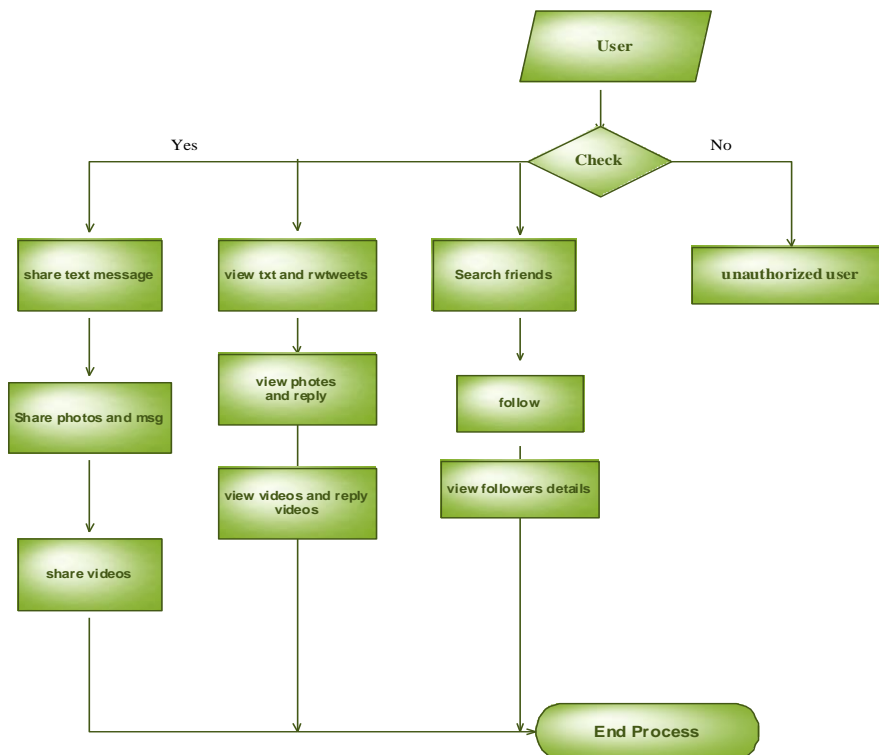 User
Check
Yes
No
share text message
view txt and rwtweets
Search friends
unauthorized user
Share photos and msg
view photes
and reply
follow
share videos
view videos and reply
videos
view followers details
End Process